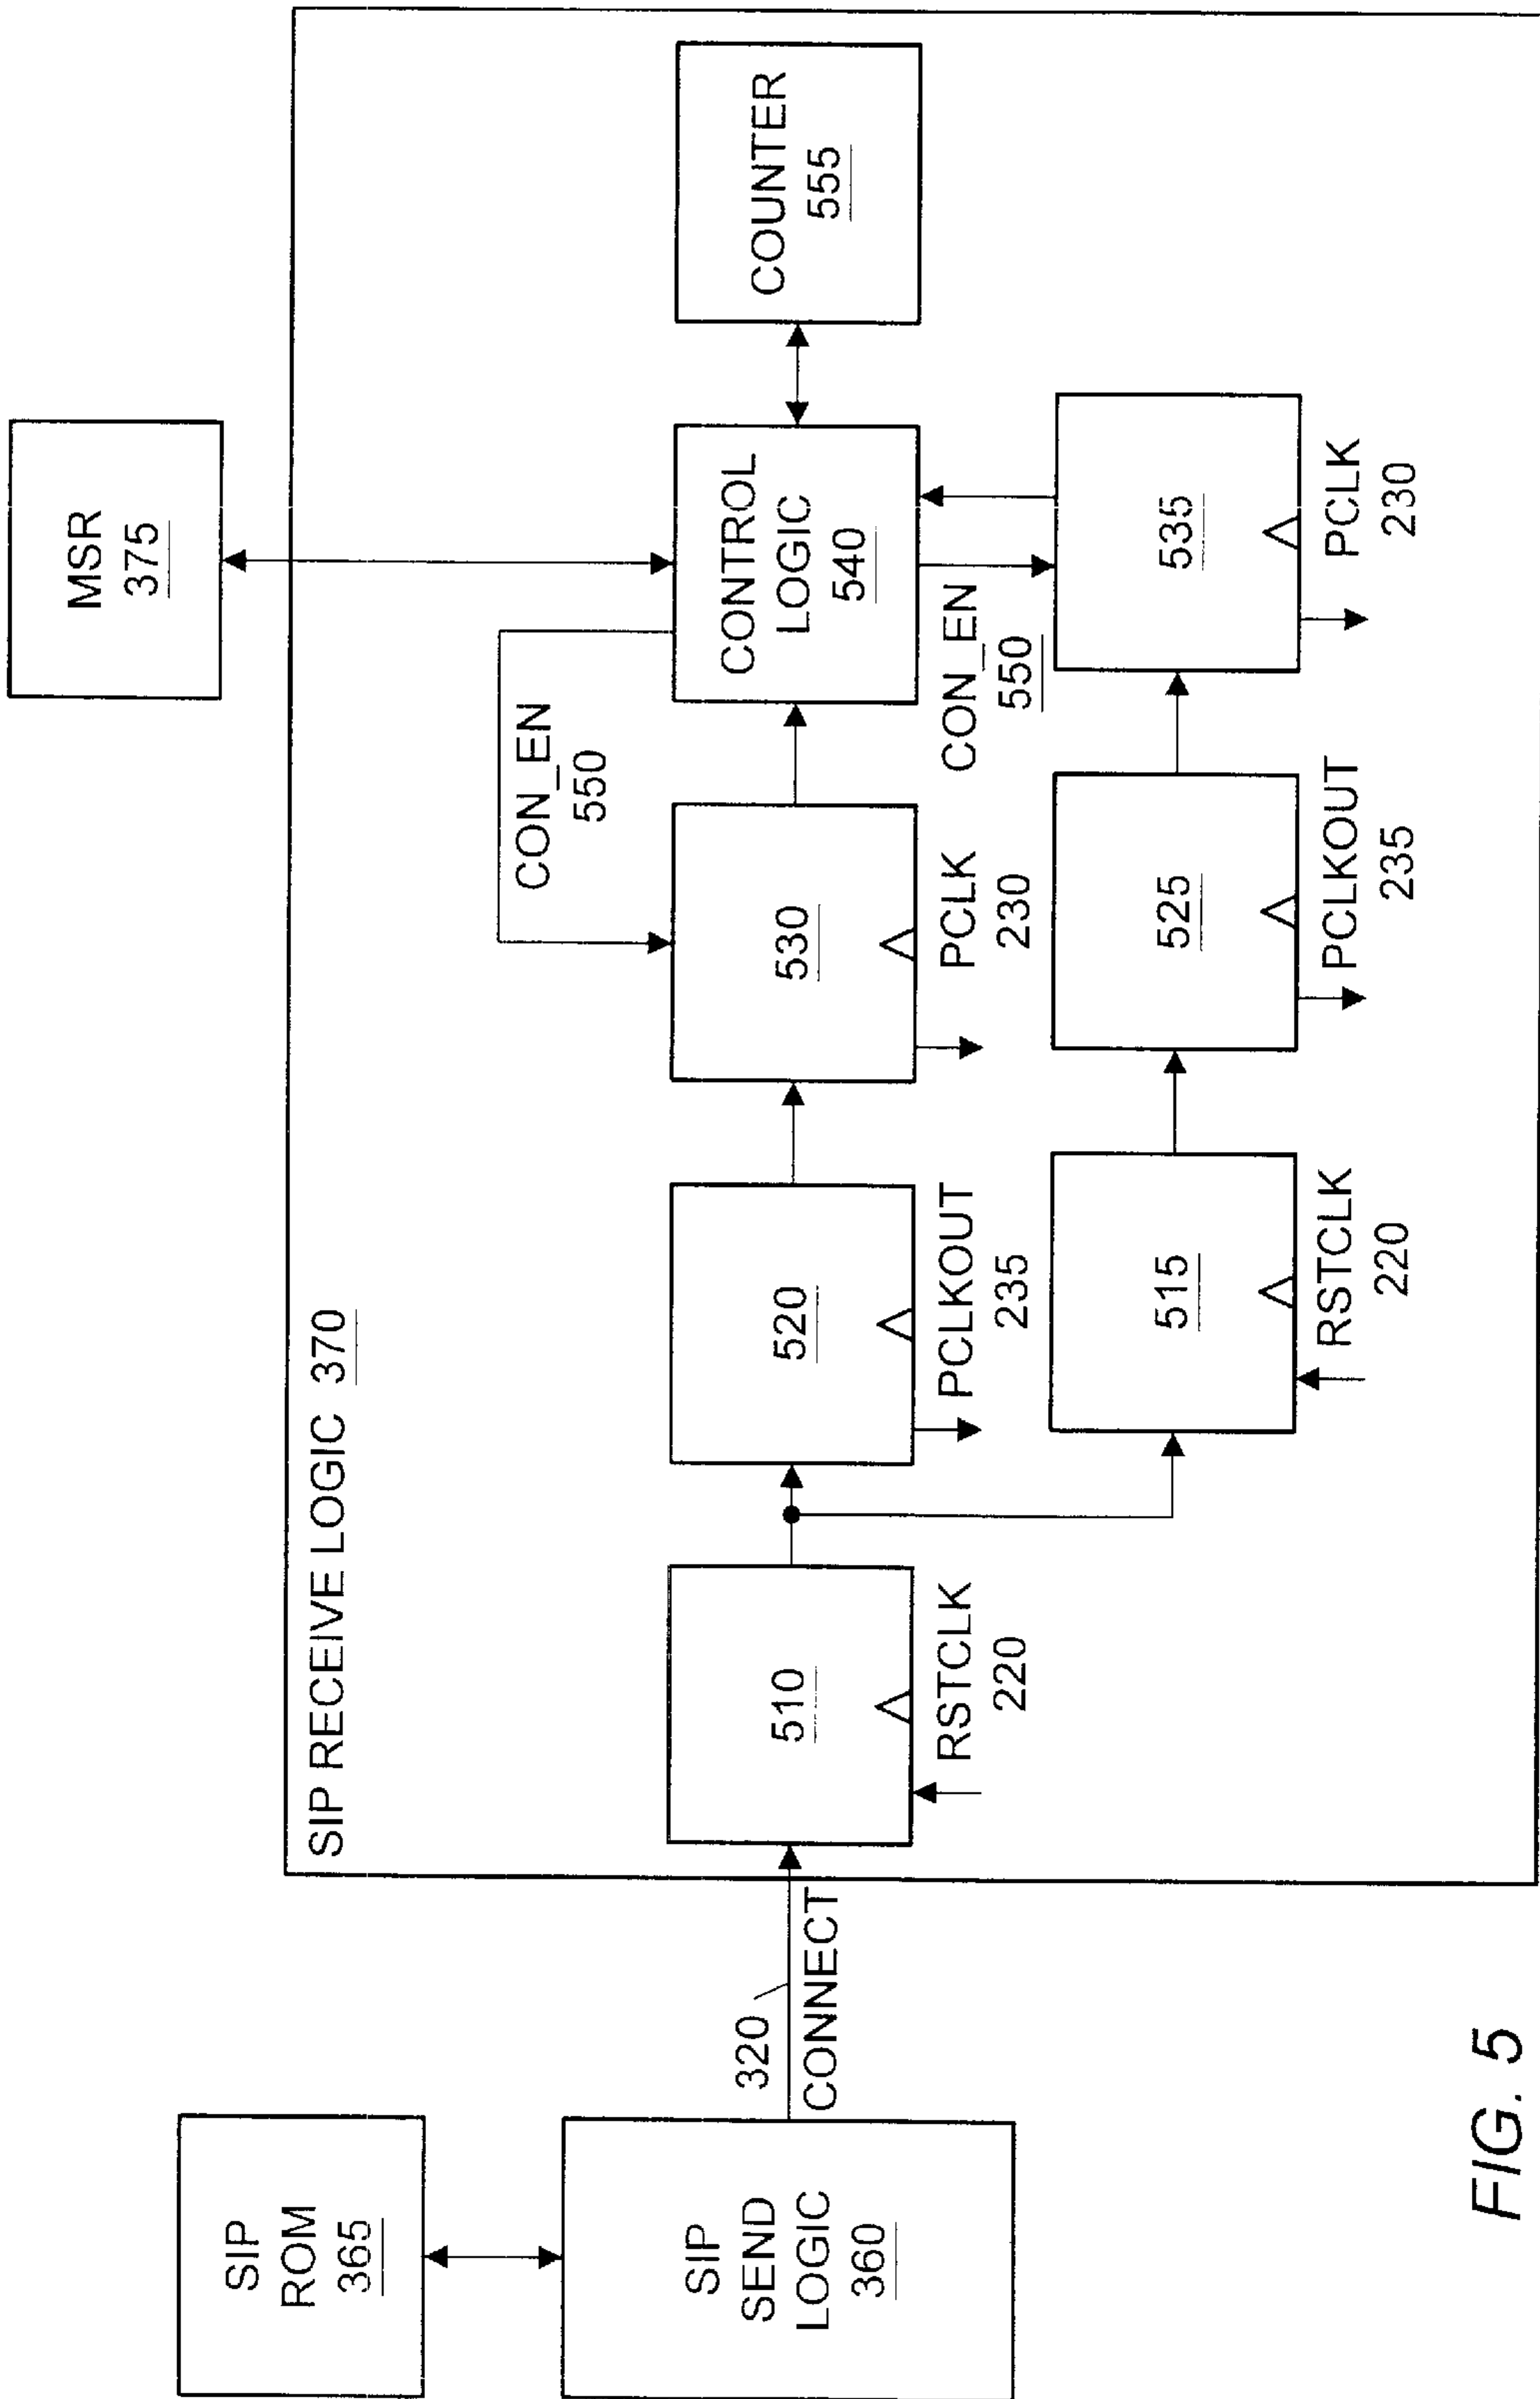 SIP
ROM
365
SIP
SEND
LOGIC
360
320
CONNECT
SIP RECEIVE LOGIC 370
510
RSTCLK
220
520
PCLKOUT
235
530
PCLK
230
CON_EN
550
CONTROL
LOGIC
540
CON_EN
550
COUNTER
555
MSR
375
515
RSTCLK
220
525
PCLKOUT
235
535
PCLK
230
FIG. 5